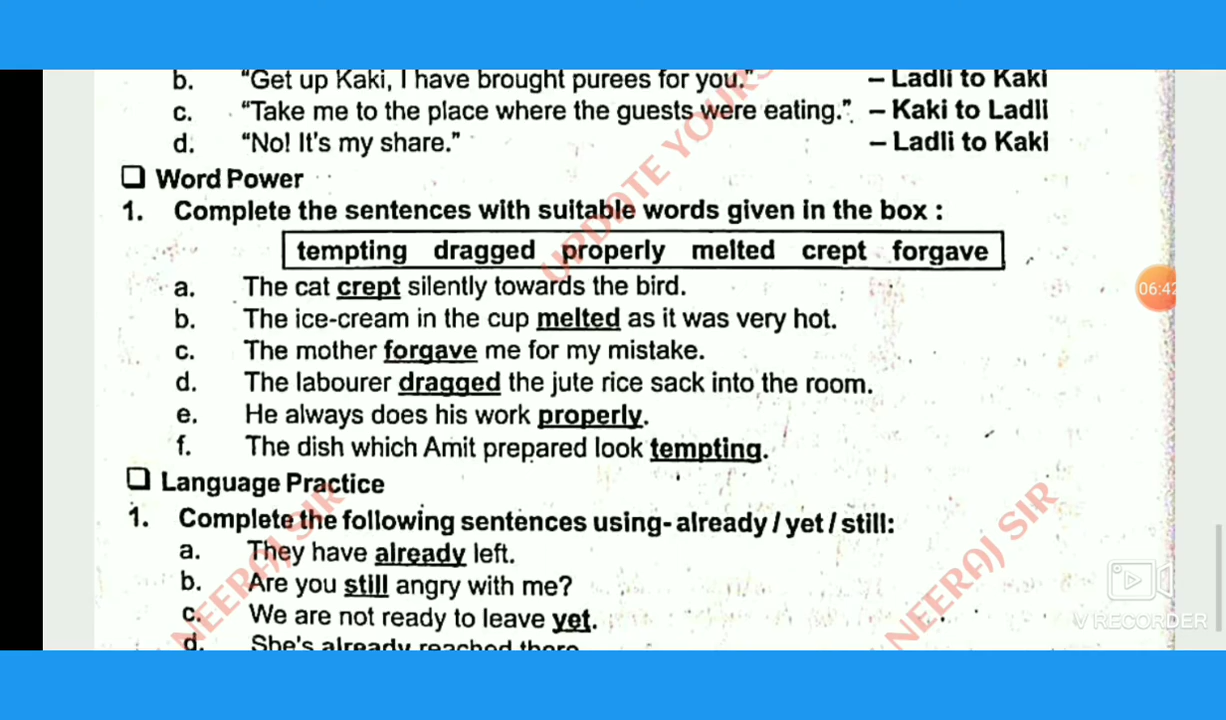 b. "Get up Kaki, I have brought purees for you." – Ladli to Kaki
c. "Take me to the place where the guests were eating." – Kaki to Ladli
d. "No! It's my share." – Ladli to Kaki
Word Power
1. Complete the sentences with suitable words given in the box :
tempting dragged properly melted crept forgave
a. The cat crept silently towards the bird.
b. The ice-cream in the cup melted as it was very hot.
c. The mother forgave me for my mistake.
d. The labourer dragged the jute rice sack into the room.
e. He always does his work properly.
f. The dish which Amit prepared look tempting.
Language Practice
1. Complete the following sentences using- already / yet / still:
a. They have already left.
b. Are you still angry with me?
c. We are not ready to leave yet.
d. She's already reached there
UPDATE YOURS
NEERAJ SIR
NEERAJ SIR
06:42
V RECORDER